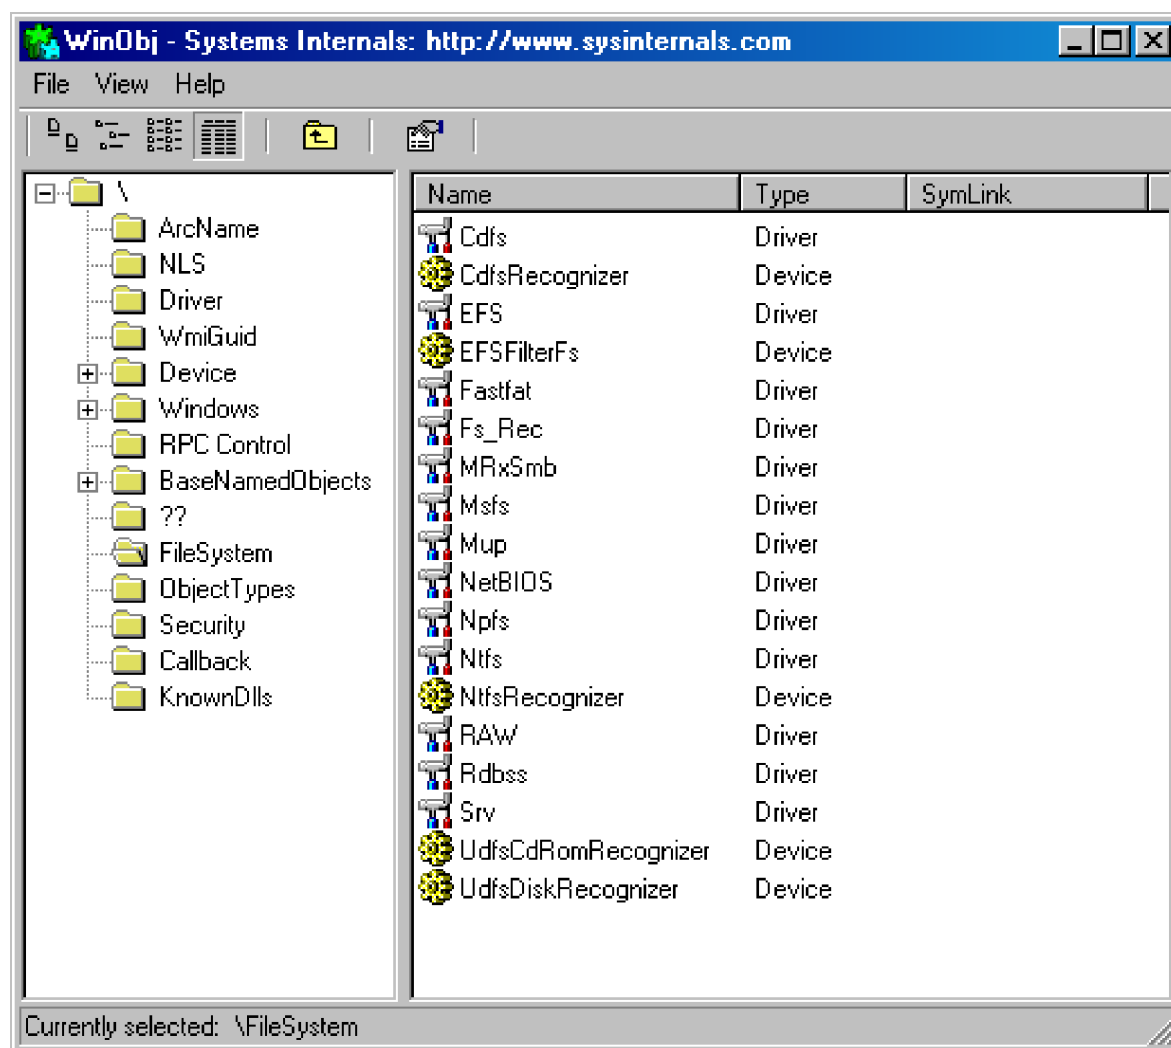 WinObj - Systems Internals: http://www.sysinternals.com
File View Help
\
ArcName
NLS
Driver
WmiGuid
Device
Windows
RPC Control
BaseNamedObjects
??
FileSystem
ObjectTypes
Security
Callback
KnownDlls
Name Type SymLink
Cdfs Driver
CdfsRecognizer Device
EFS Driver
EFSFilterFs Device
Fastfat Driver
Fs_Rec Driver
MRxSmb Driver
Msfs Driver
Mup Driver
NetBIOS Driver
Npfs Driver
Ntfs Driver
NtfsRecognizer Device
RAW Driver
Rdbss Driver
Srv Driver
UdfsCdRomRecognizer Device
UdfsDiskRecognizer Device
Currently selected: \FileSystem